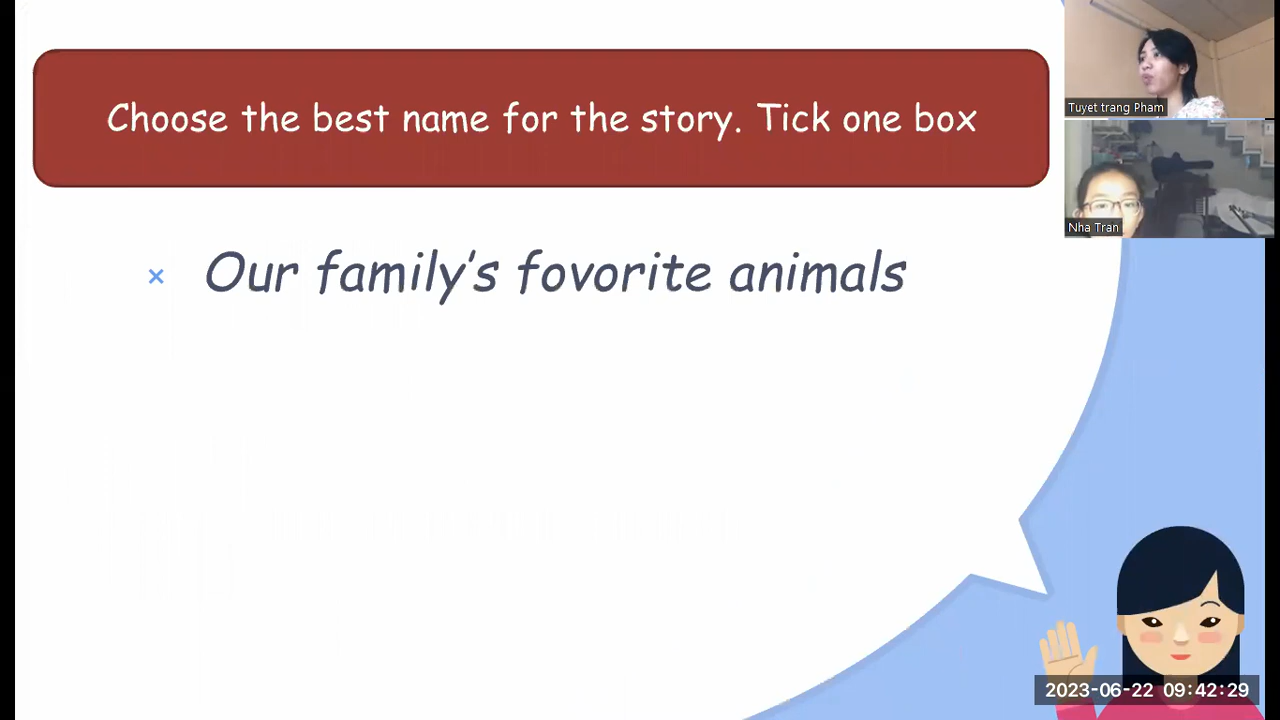 Choose the best name for the story. Tick one box
Tuyet trang Pham
Nha Tran
× Our family's fovorite animals
2023-06-22 09:42:29